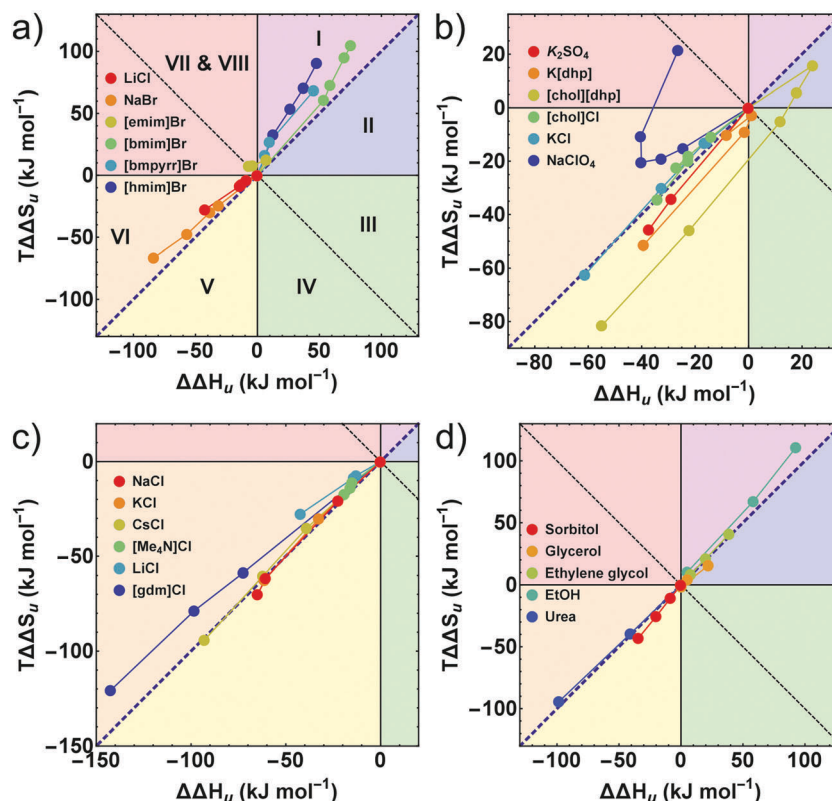 a)
I
VII & VIII
LiCl
NaBr
[emim]Br
[bmim]Br
[bmpyrr]Br
[hmim]Br
II
VI
III
V
IV
100
50
0
−50
−100
TΔΔSᵤ (kJ mol⁻¹)
−100 −50 0 50 100
ΔΔHᵤ (kJ mol⁻¹)
b)
K₂SO₄
K[dhp]
[chol][dhp]
[chol]Cl
KCl
NaClO₄
20
0
−20
−40
−60
−80
TΔΔSᵤ (kJ mol⁻¹)
−80 −60 −40 −20 0 20
ΔΔHᵤ (kJ mol⁻¹)
c)
NaCl
KCl
CsCl
[Me₄N]Cl
LiCl
[gdm]Cl
0
−50
−100
−150
TΔΔSᵤ (kJ mol⁻¹)
−150 −100 −50 0
ΔΔHᵤ (kJ mol⁻¹)
d)
Sorbitol
Glycerol
Ethylene glycol
EtOH
Urea
100
50
0
−50
−100
TΔΔSᵤ (kJ mol⁻¹)
−100 −50 0 50 100
ΔΔHᵤ (kJ mol⁻¹)